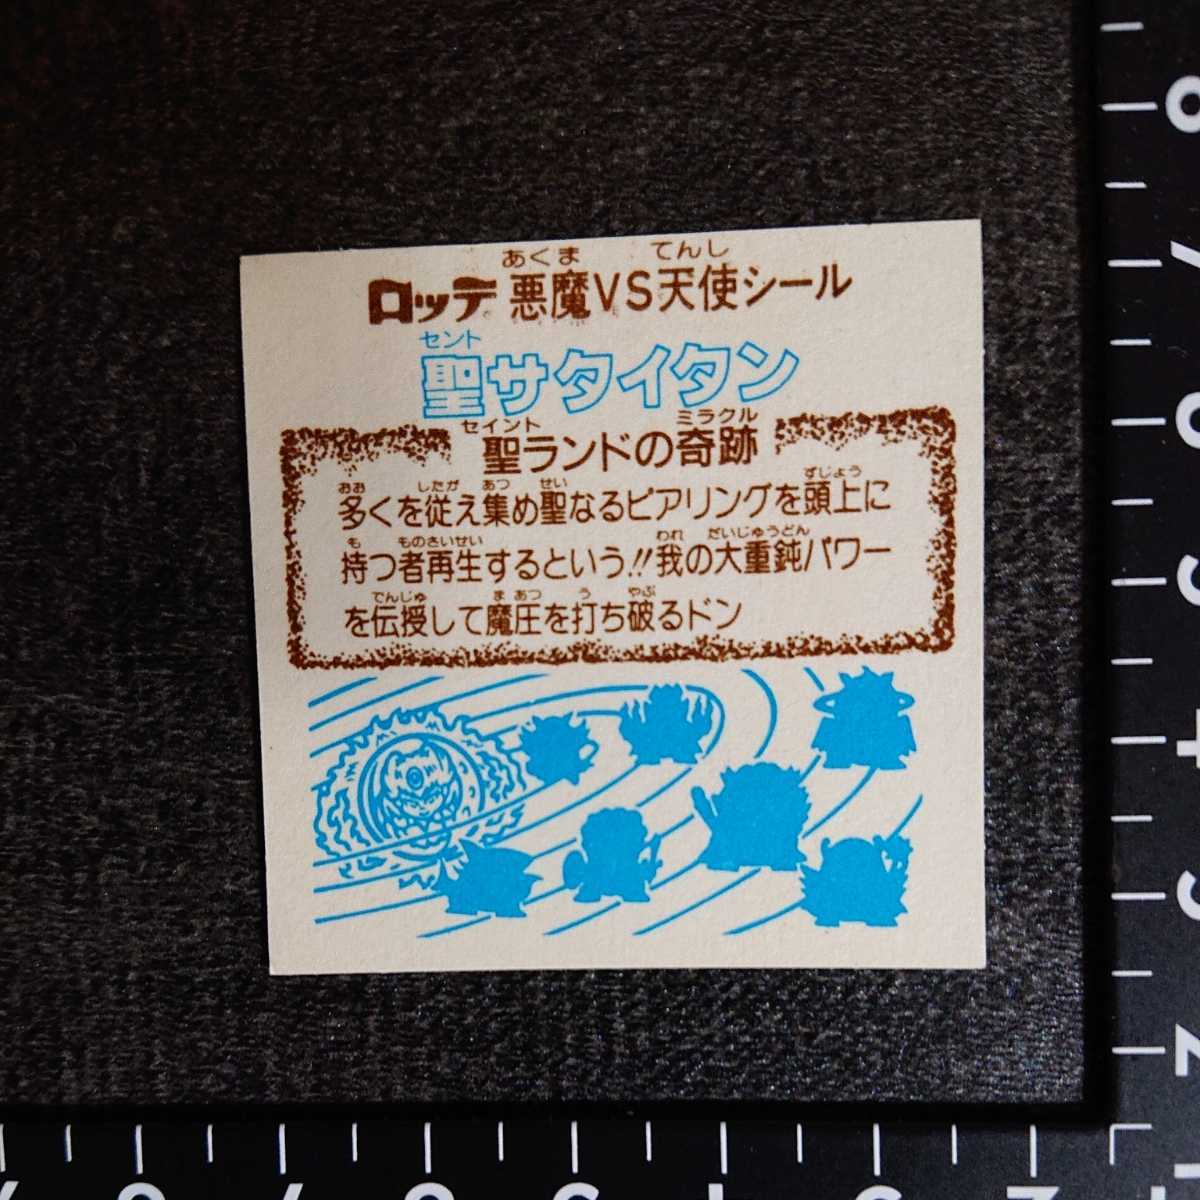 あくま てんし
ロッテ 悪魔VS天使シール
セント
聖サタイタン
セイント ミラクル
聖ランドの奇跡
おお したが あつ せい ずじょう
多くを従え集め聖なるピアリングを頭上に
も ものさいせい われ だいじゅうどん
持つ者再生するという!!我の大重鈍パワー
でんじゅ ま あつ う やぶ
を伝授して魔圧を打ち破るドン